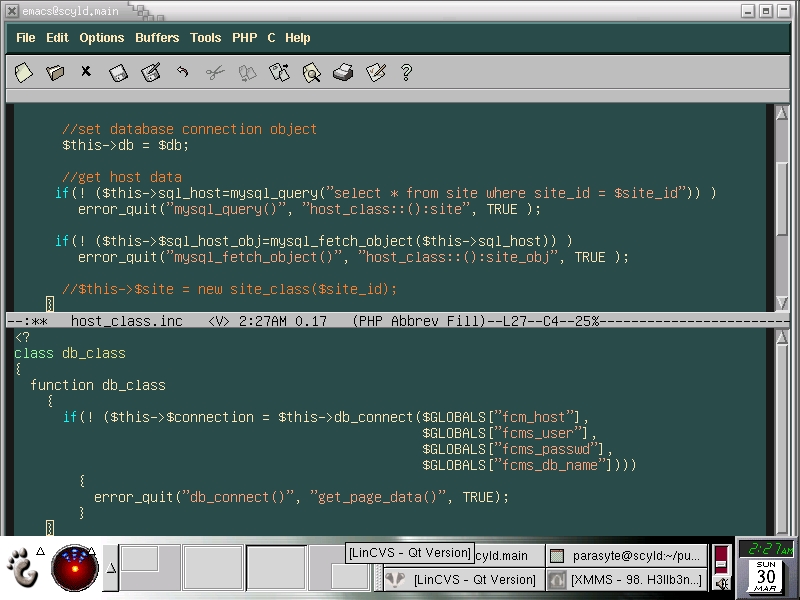 emacs@scyld.main
File Edit Options Buffers Tools PHP C Help
//set database connection object
$this->db = $db;
//get host data
if(! ($this->sql_host=mysql_query("select * from site where site_id = $site_id")) )
error_quit("mysql_query()", "host_class::():site", TRUE );
if(! ($this->$sql_host_obj=mysql_fetch_object($this->sql_host)) )
error_quit("mysql_fetch_object()", "host_class::():site_obj", TRUE );
//$this->$site = new site_class($site_id);
}
--:** host_class.inc <V> 2:27AM 0.17 (PHP Abbrev Fill)--L27--C4--25%------------------------
<?
class db_class
{
function db_class
{
if(! ($this->$connection = $this->db_connect($GLOBALS["fcm_host"],
$GLOBALS["fcms_user"],
$GLOBALS["fcms_passwd"],
$GLOBALS["fcms_db_name"])))
{
error_quit("db_connect()", "get_page_data()", TRUE);
}
}
[LinCVS - Qt Version]
cyld.main
parasyte@scyld:~/pu...
[LinCVS - Qt Version]
[XMMS - 98. H3llb3n...
2:27AM
SUN
30
MAR